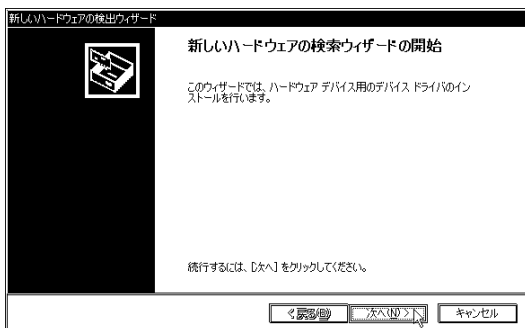 新しいハードウェアの検出ウィザード
新しいハードウェアの検索ウィザードの開始
このウィザードでは、ハードウェア デバイス用のデバイス ドライバのイン
ストールを行います。
続行するには、[次へ] をクリックしてください。
< 戻る(B) 次へ(N) > キャンセル